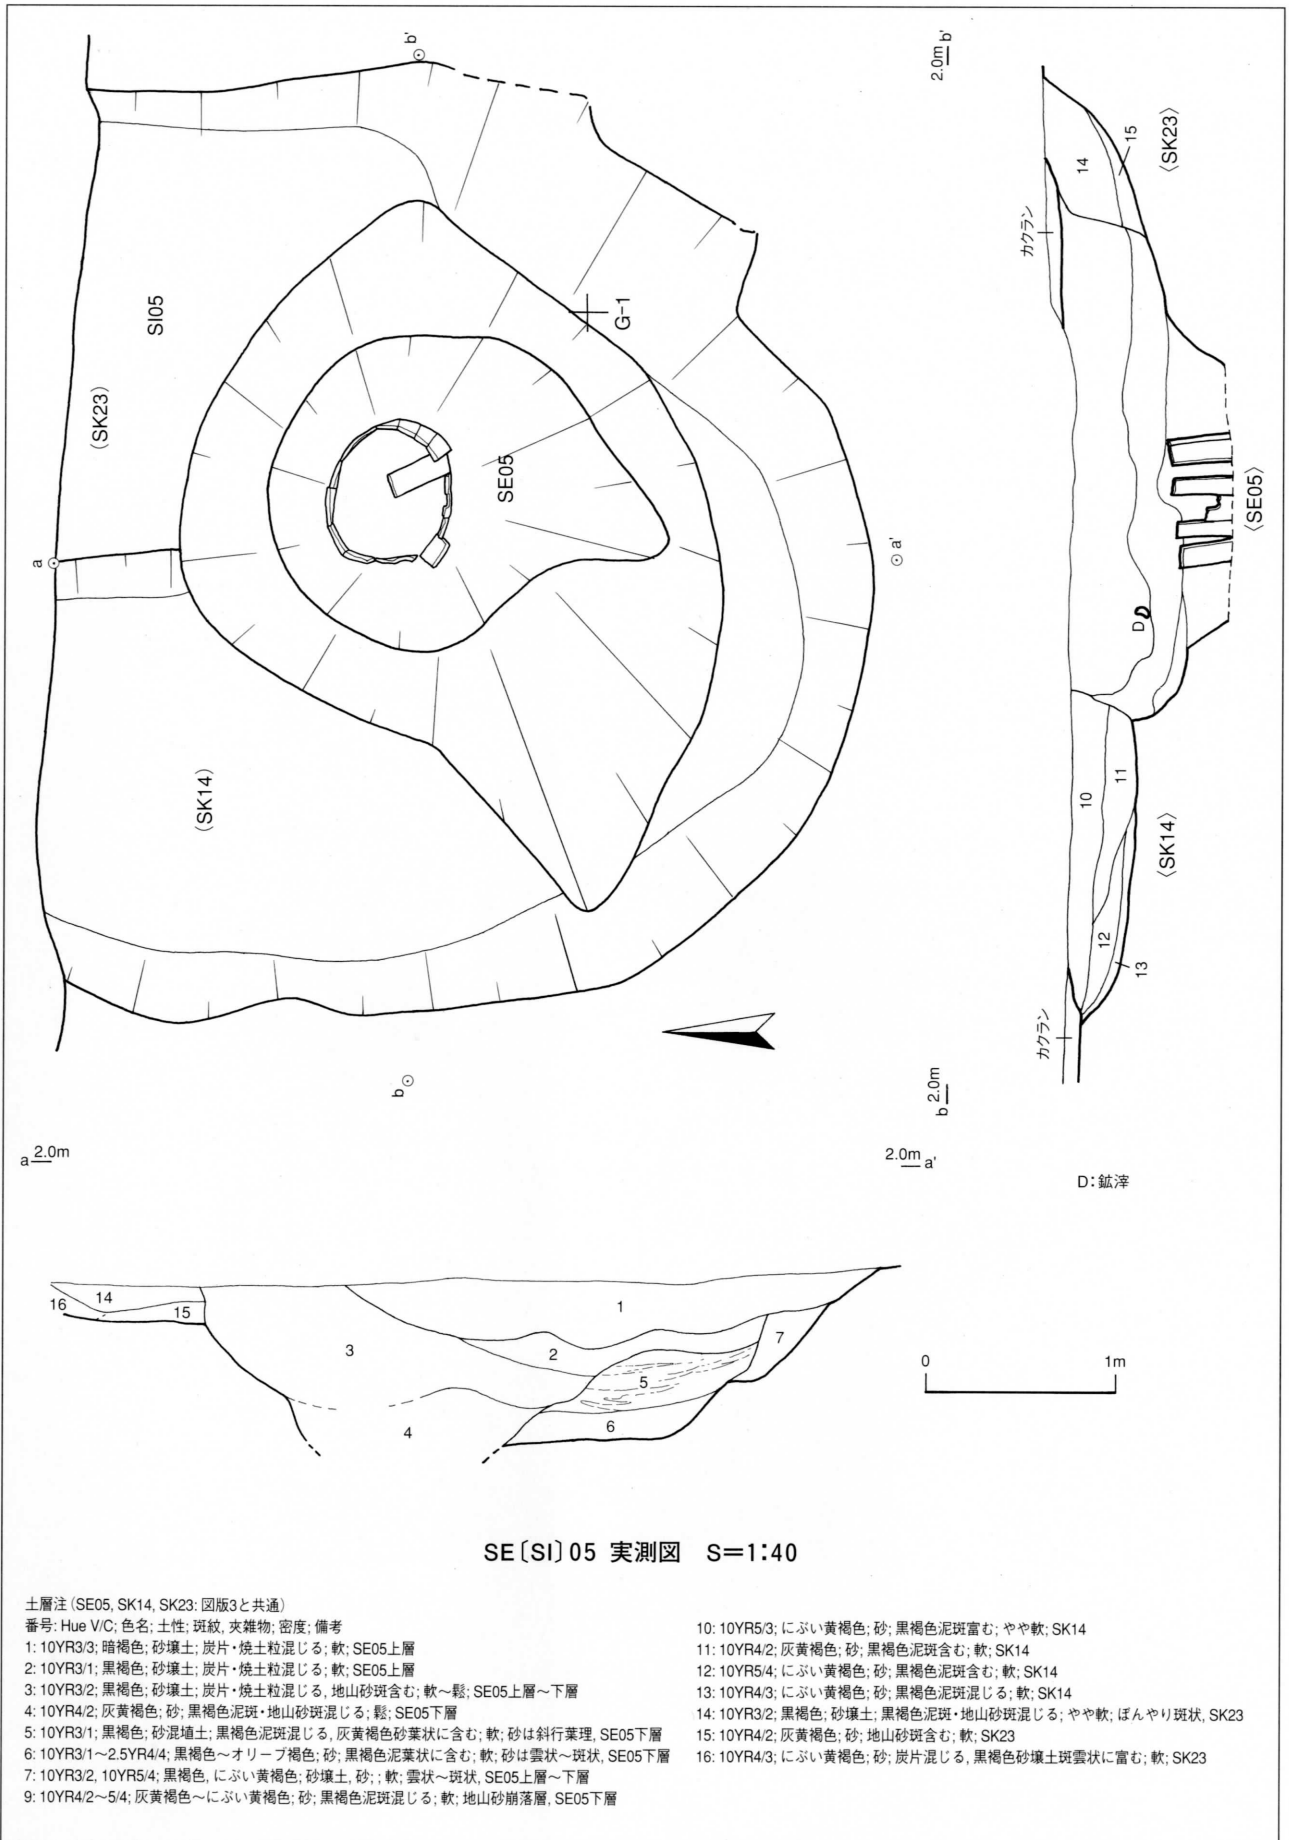 b'
2.0m b'
SI05
(SK23)
G-1
SE05
a
a'
(SK14)
b
カクラン
14
15
〈SK23〉
〈SE05〉
D
10
11
12
13
〈SK14〉
カクラン
b 2.0m
a 2.0m
2.0m a'
D:鉱滓
16
14
15
1
2
3
4
5
6
7
0
1m
SE〔SI〕05 実測図 S=1:40
土層注(SE05, SK14, SK23: 図版3と共通)
番号: Hue V/C; 色名; 土性; 斑紋, 夾雑物; 密度; 備考
1: 10YR3/3; 暗褐色; 砂壌土; 炭片・焼土粒混じる; 軟; SE05上層
2: 10YR3/1; 黒褐色; 砂壌土; 炭片・焼土粒混じる; 軟; SE05上層
3: 10YR3/2; 黒褐色; 砂壌土; 炭片・焼土粒混じる, 地山砂斑含む; 軟〜鬆; SE05上層〜下層
4: 10YR4/2; 灰黄褐色; 砂; 黒褐色泥斑・地山砂斑混じる; 鬆; SE05下層
5: 10YR3/1; 黒褐色; 砂混埴土; 黒褐色泥斑混じる, 灰黄褐色砂葉状に含む; 軟; 砂は斜行葉理, SE05下層
6: 10YR3/1〜2.5YR4/4; 黒褐色〜オリーブ褐色; 砂; 黒褐色泥葉状に含む; 軟; 砂は雲状〜斑状, SE05下層
7: 10YR3/2, 10YR5/4; 黒褐色, にぶい黄褐色; 砂壌土, 砂; ; 軟; 雲状〜斑状, SE05上層〜下層
9: 10YR4/2〜5/4; 灰黄褐色〜にぶい黄褐色; 砂; 黒褐色泥斑混じる; 軟; 地山砂崩落層, SE05下層
10: 10YR5/3; にぶい黄褐色; 砂; 黒褐色泥斑富む; やや軟; SK14
11: 10YR4/2; 灰黄褐色; 砂; 黒褐色泥斑含む; 軟; SK14
12: 10YR5/4; にぶい黄褐色; 砂; 黒褐色泥斑含む; 軟; SK14
13: 10YR4/3; にぶい黄褐色; 砂; 黒褐色泥斑混じる; 軟; SK14
14: 10YR3/2; 黒褐色; 砂壌土; 黒褐色泥斑・地山砂斑混じる; やや軟; ぼんやり斑状, SK23
15: 10YR4/2; 灰黄褐色; 砂; 地山砂斑含む; 軟; SK23
16: 10YR4/3; にぶい黄褐色; 砂; 炭片混じる, 黒褐色砂壌土斑雲状に富む; 軟; SK23